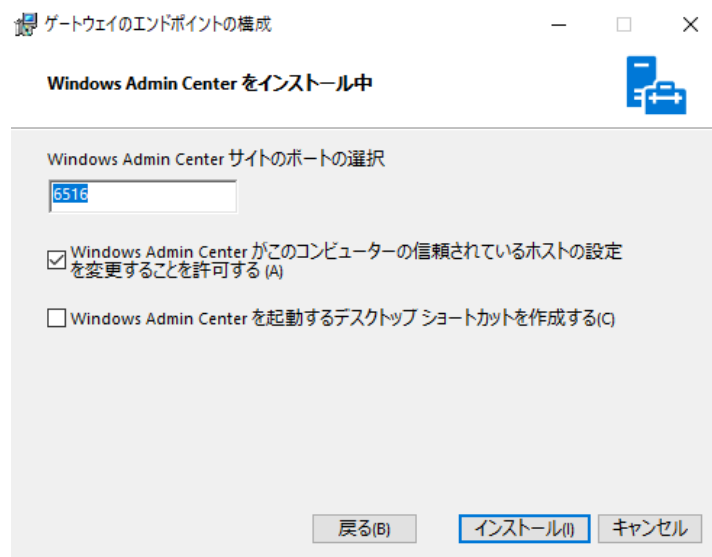 ゲートウェイのエンドポイントの構成
Windows Admin Center をインストール中
Windows Admin Center サイトのポートの選択
6516
Windows Admin Center がこのコンピューターの信頼されているホストの設定
を変更することを許可する (A)
Windows Admin Center を起動するデスクトップ ショートカットを作成する(C)
戻る(B) インストール(I) キャンセル